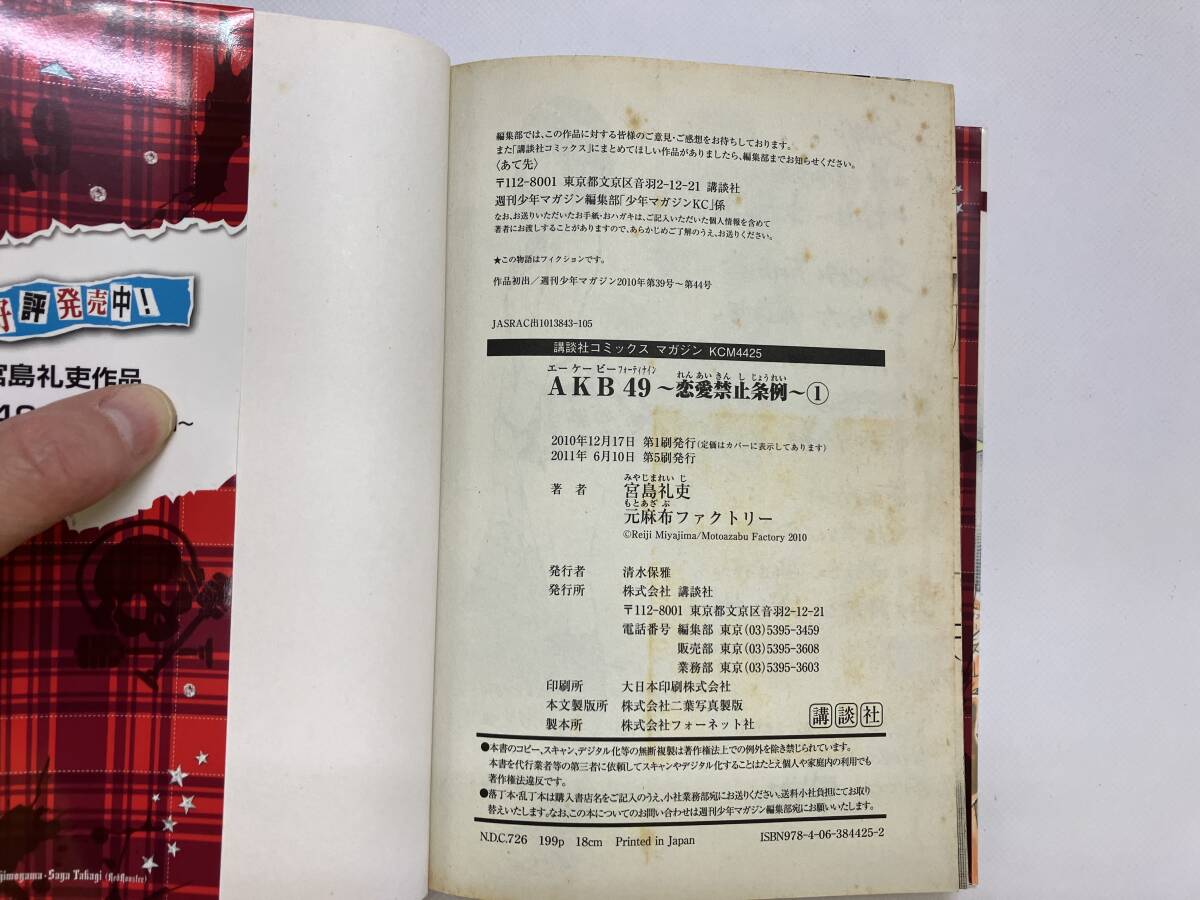 49
好評発売中!
宮島礼吏作品
Saya Takagi (RedRooster)
編集部では、この作品に対する皆様のご意見・ご感想をお待ちしております。
また「講談社コミックス」にまとめてほしい作品がありましたら、編集部までお知らせください。
〈あて先〉
〒112-8001 東京都文京区音羽2-12-21 講談社
週刊少年マガジン編集部「少年マガジンKC」係
なお、お送りいただいたお手紙・おハガキは、ご記入いただいた個人情報を含めて
著者にお渡しすることがありますので、あらかじめご了解のうえ、お送りください。
★この物語はフィクションです。
作品初出/週刊少年マガジン2010年第39号~第44号
JASRAC出1013843-105
講談社コミックス マガジン KCM4425
エー ケー ビー フォーティナイン れん あい きん し じょうれい
AKB49~恋愛禁止条例~①
2010年12月17日 第1刷発行(定価はカバーに表示してあります)
2011年 6月10日 第5刷発行
みやじまれい じ
著 者 宮島礼吏
もとあざ ぶ
元麻布ファクトリー
©Reiji Miyajima/Motoazabu Factory 2010
発行者 清水保雅
発行所 株式会社 講談社
〒112-8001 東京都文京区音羽2-12-21
電話番号 編集部 東京(03)5395-3459
販売部 東京(03)5395-3608
業務部 東京(03)5395-3603
印刷所 大日本印刷株式会社
本文製版所 株式会社二葉写真製版
製本所 株式会社フォーネット社
講談社
●本書のコピー、スキャン、デジタル化等の無断複製は著作権法上での例外を除き禁じられています。
本書を代行業者等の第三者に依頼してスキャンやデジタル化することはたとえ個人や家庭内の利用でも
著作権法違反です。
●落丁本・乱丁本は購入書店名をご記入のうえ、小社業務部宛にお送りください。送料小社負担にてお取り
替えいたします。なお、この本についてのお問い合わせは週刊少年マガジン編集部宛にお願いいたします。
N.D.C.726 199p 18cm Printed in Japan ISBN978-4-06-384425-2